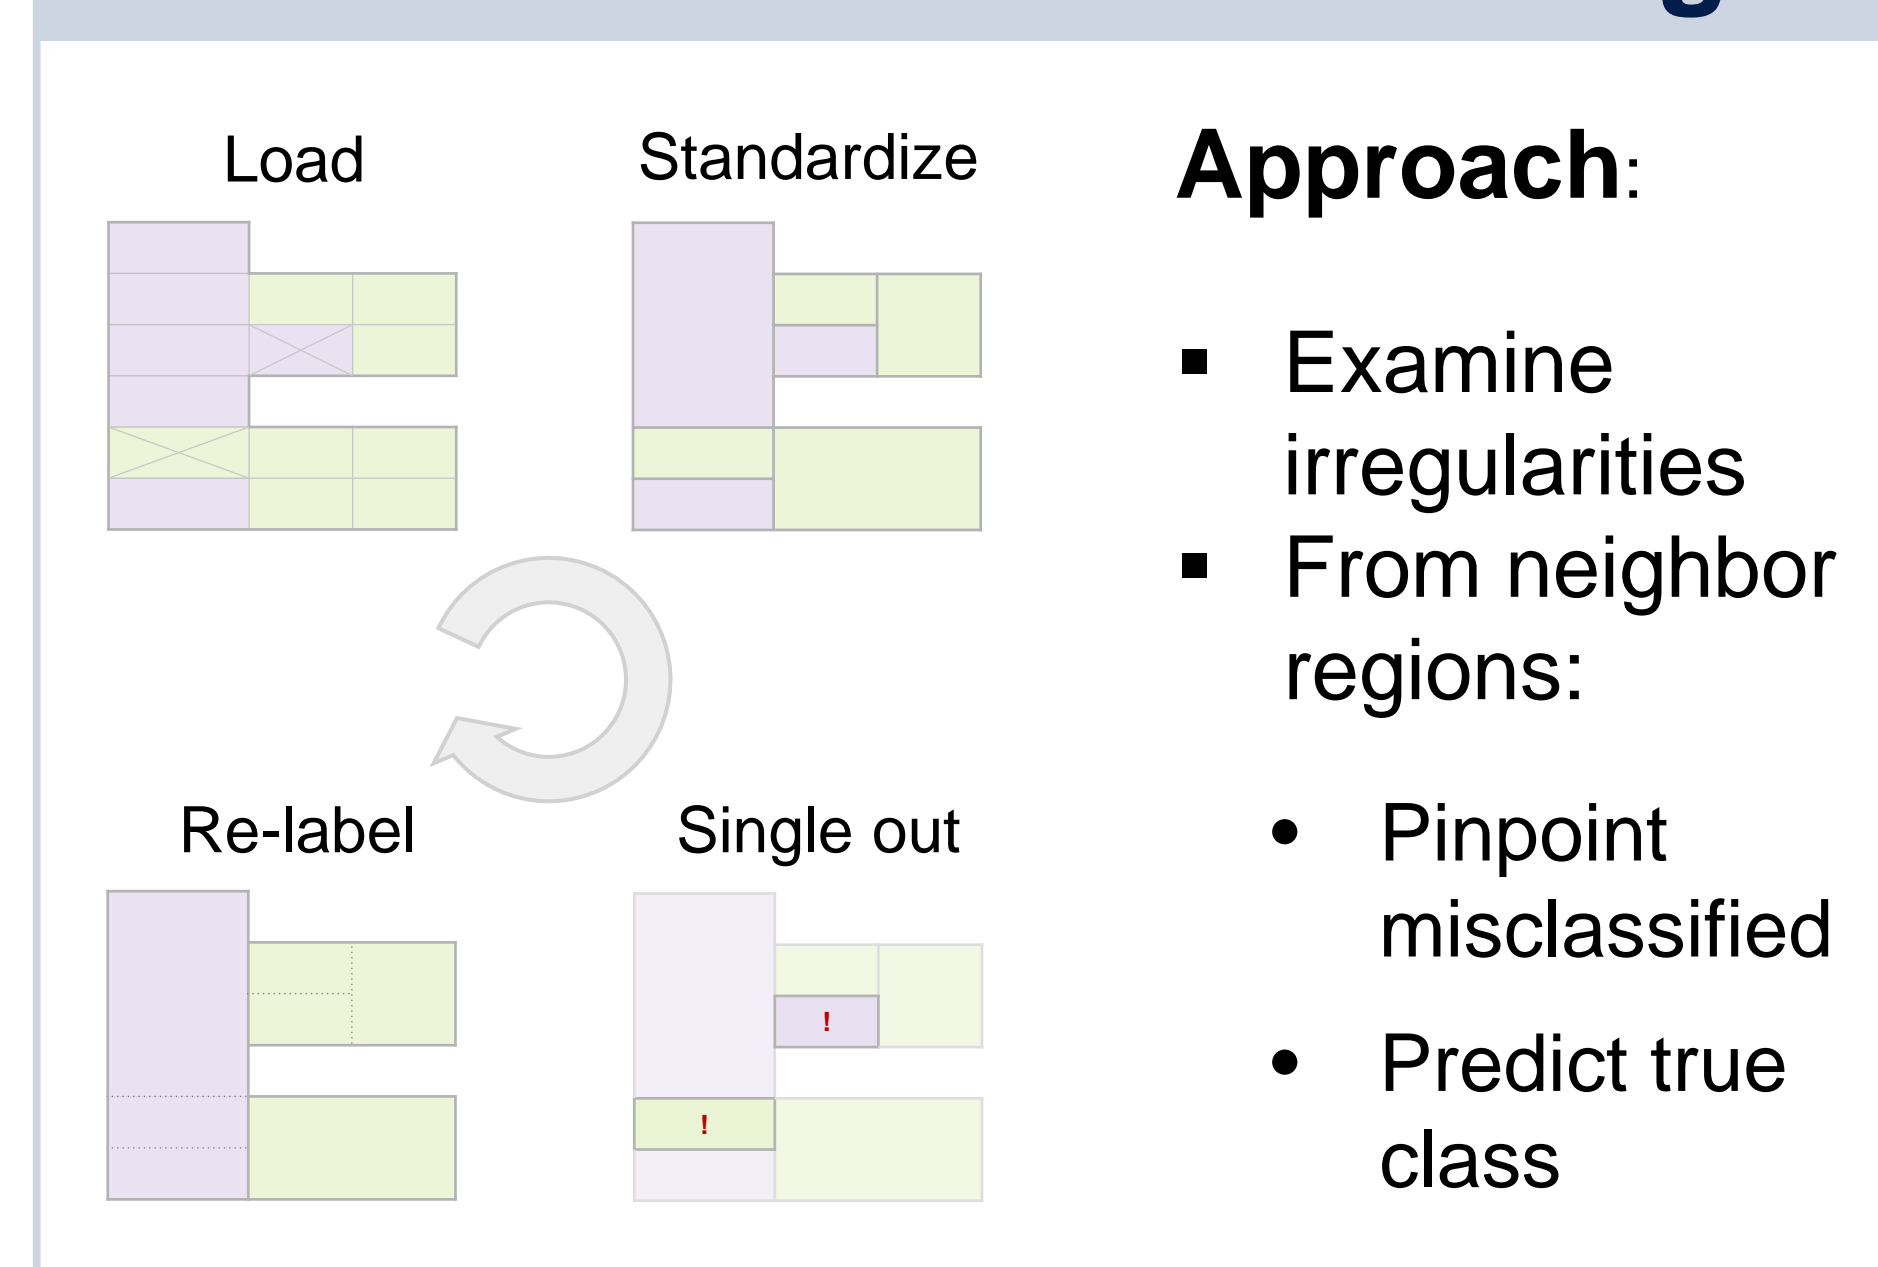 Load
Standardize
!
!
Re-label
Single out
Approach:
▪ Examine
irregularities
▪ From neighbor
regions:
• Pinpoint
misclassified
• Predict true
class